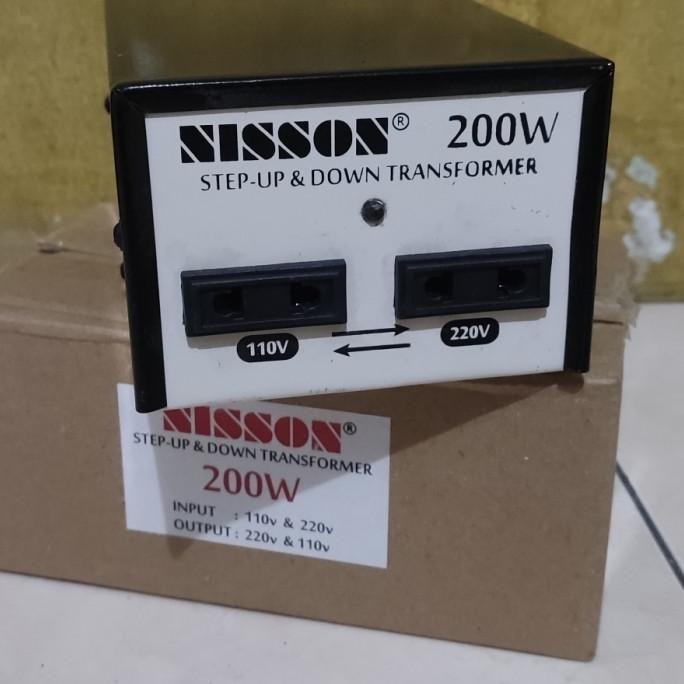 NISSON® 200W
STEP-UP & DOWN TRANSFORMER
110V 220V
NISSON®
STEP-UP & DOWN TRANSFORMER
200W
INPUT : 110v & 220v
OUTPUT : 220v & 110v